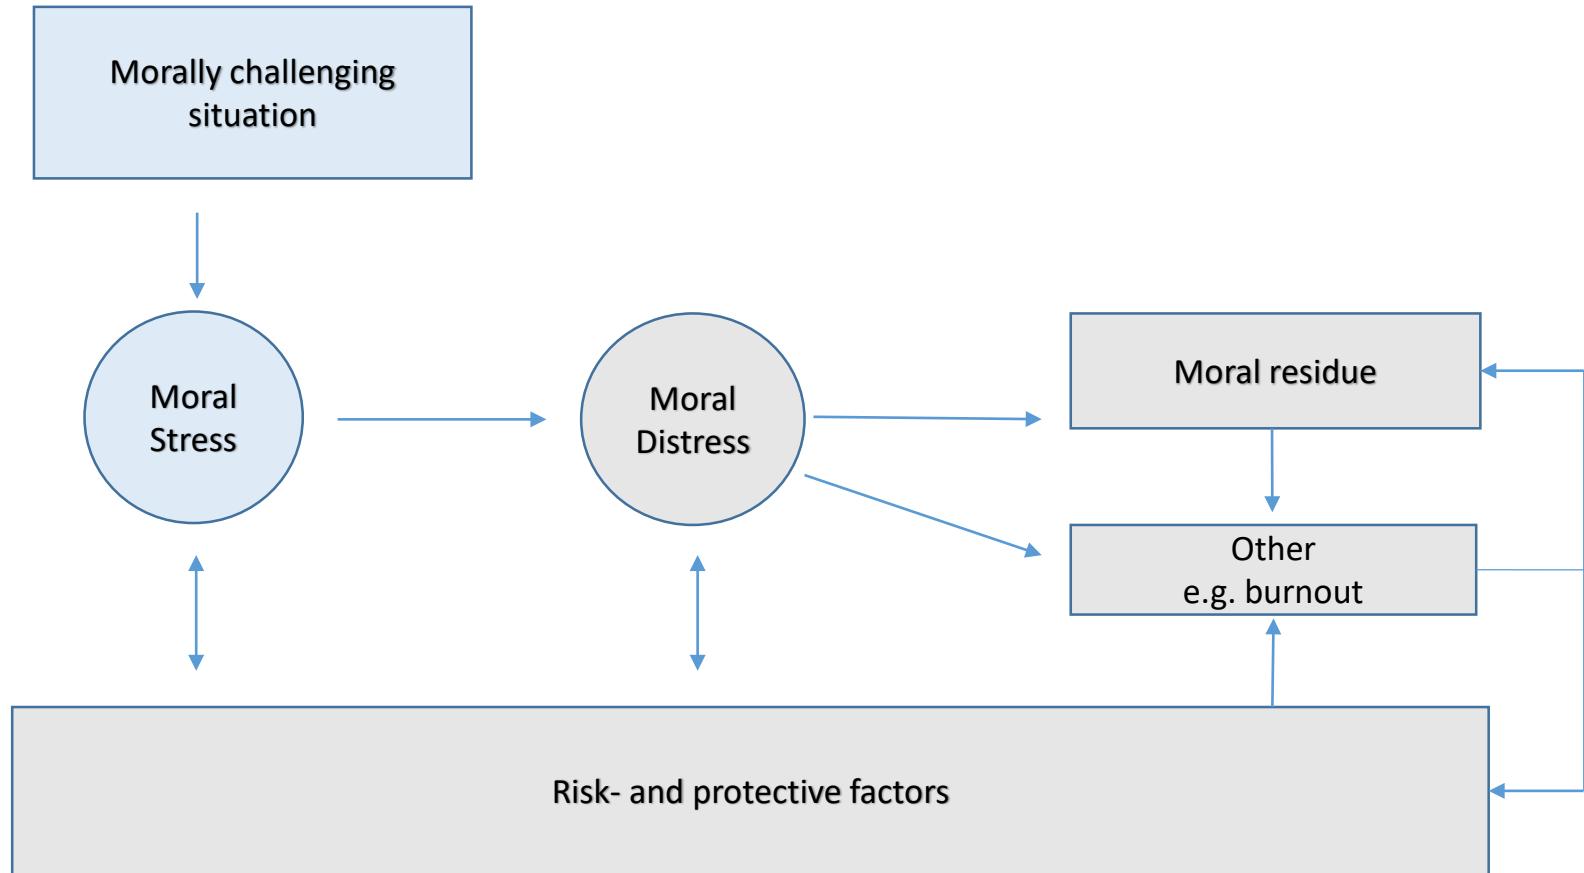 Morally challenging
situation
Moral
Stress
Moral
Distress
Moral residue
Other
e.g. burnout
Risk- and protective factors